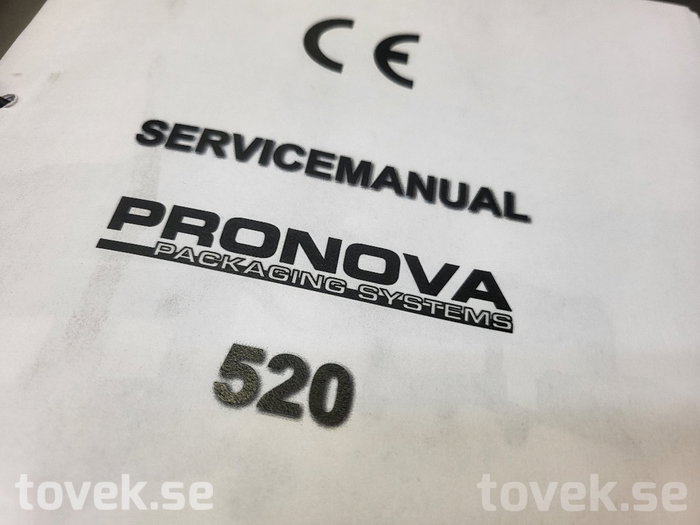 CE
SERVICEMANUAL
PRONOVA
PACKAGING SYSTEMS
520
tovek.se tovek.se